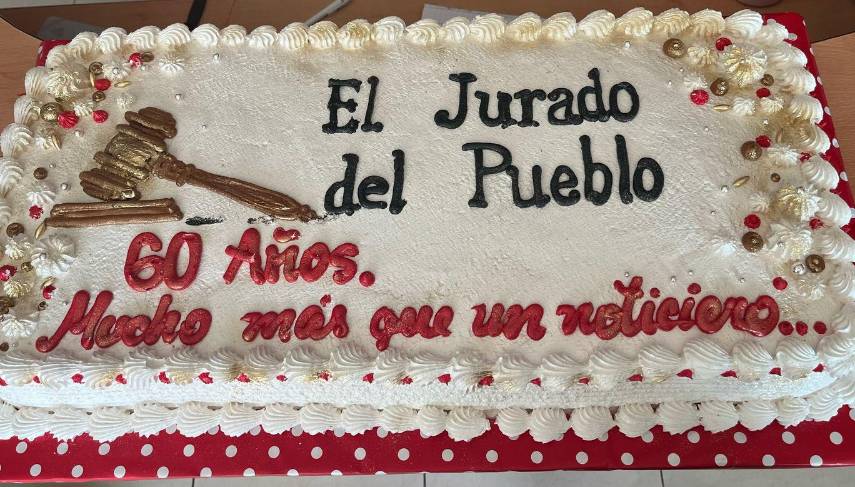 El Jurado
del Pueblo
60 Años.
Mucho más que un noticiero...